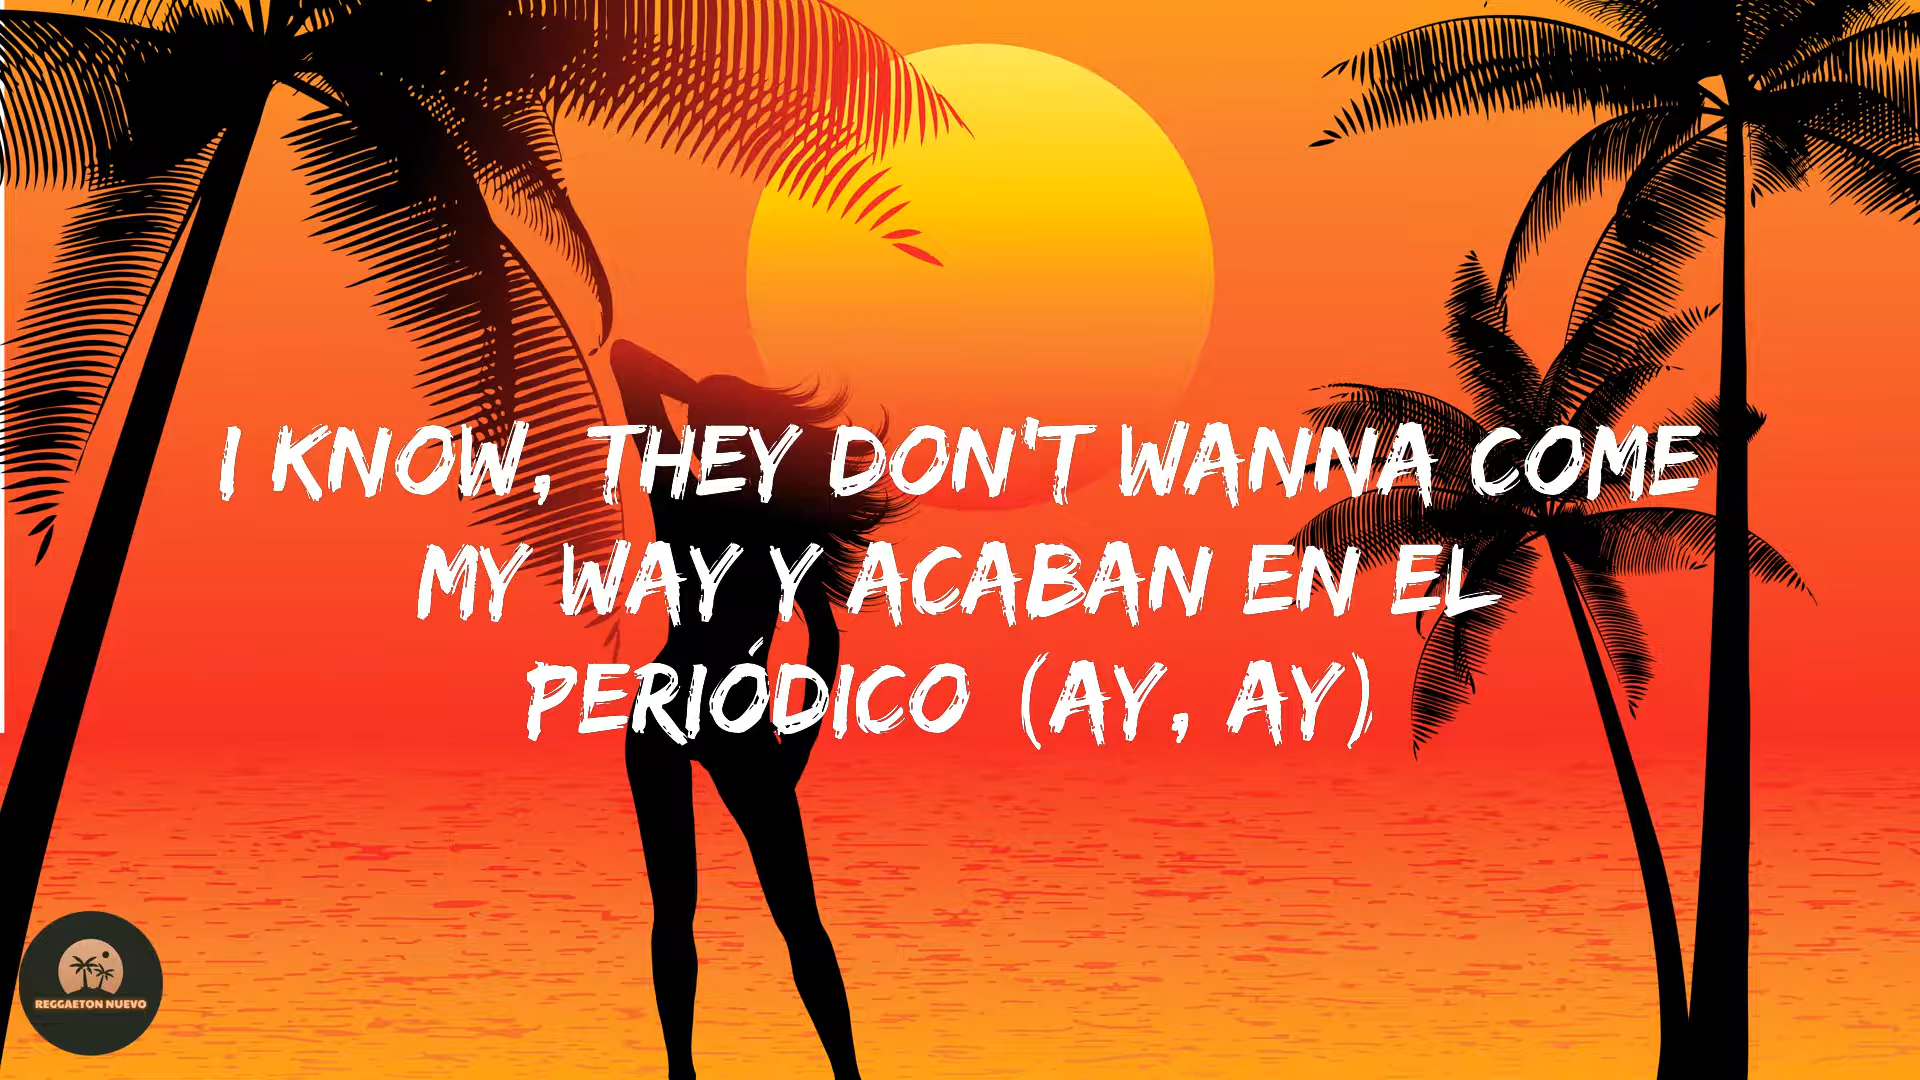 I KNOW, THEY DON'T WANNA COME
MY WAY Y ACABAN EN EL
PERIÓDICO (AY, AY)
REGGAETON NUEVO